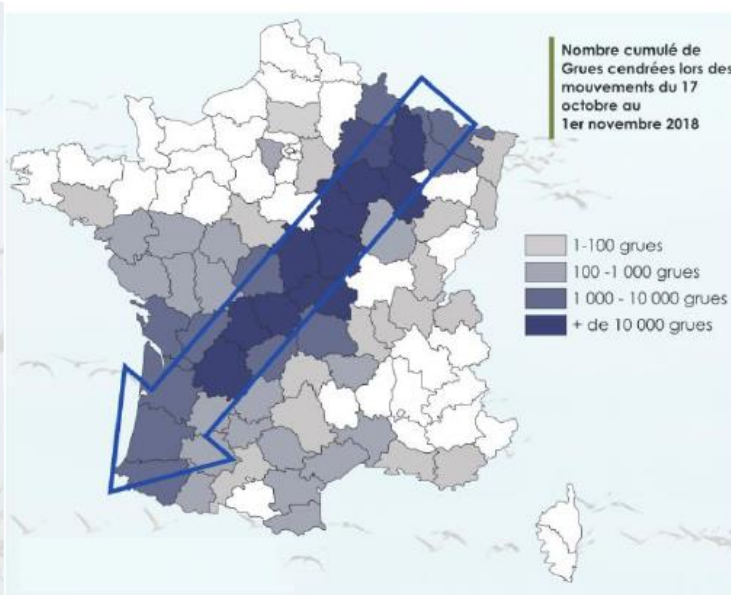 Nombre cumulé de
Grues cendrées lors des
mouvements du 17
octobre au
1er novembre 2018
1-100 grues
100 -1 000 grues
1 000 - 10 000 grues
+ de 10 000 grues